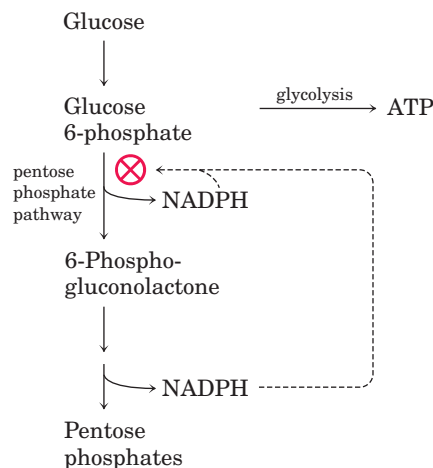 Glucose
Glucose
6-phosphate
glycolysis
ATP
pentose
phosphate
pathway
NADPH
6-Phospho-
gluconolactone
NADPH
Pentose
phosphates